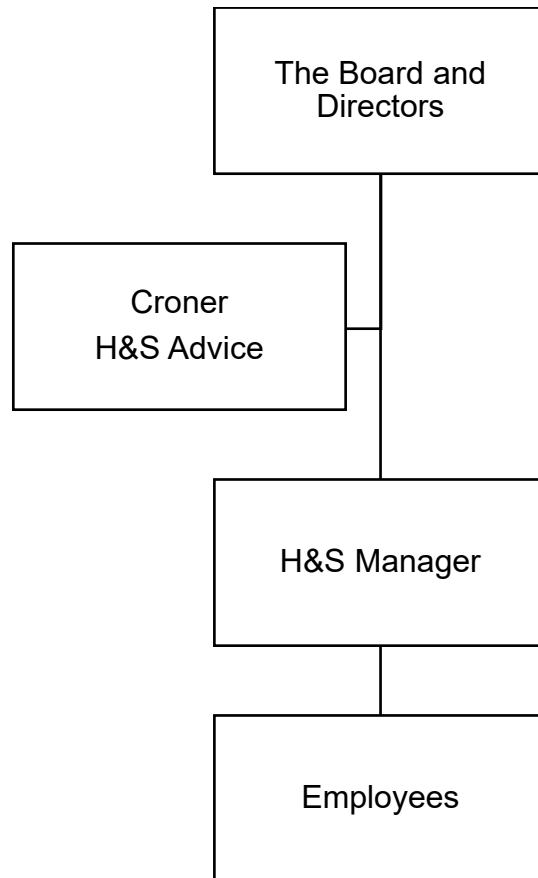 The Board and
Directors
Croner
H&S Advice
H&S Manager
Employees